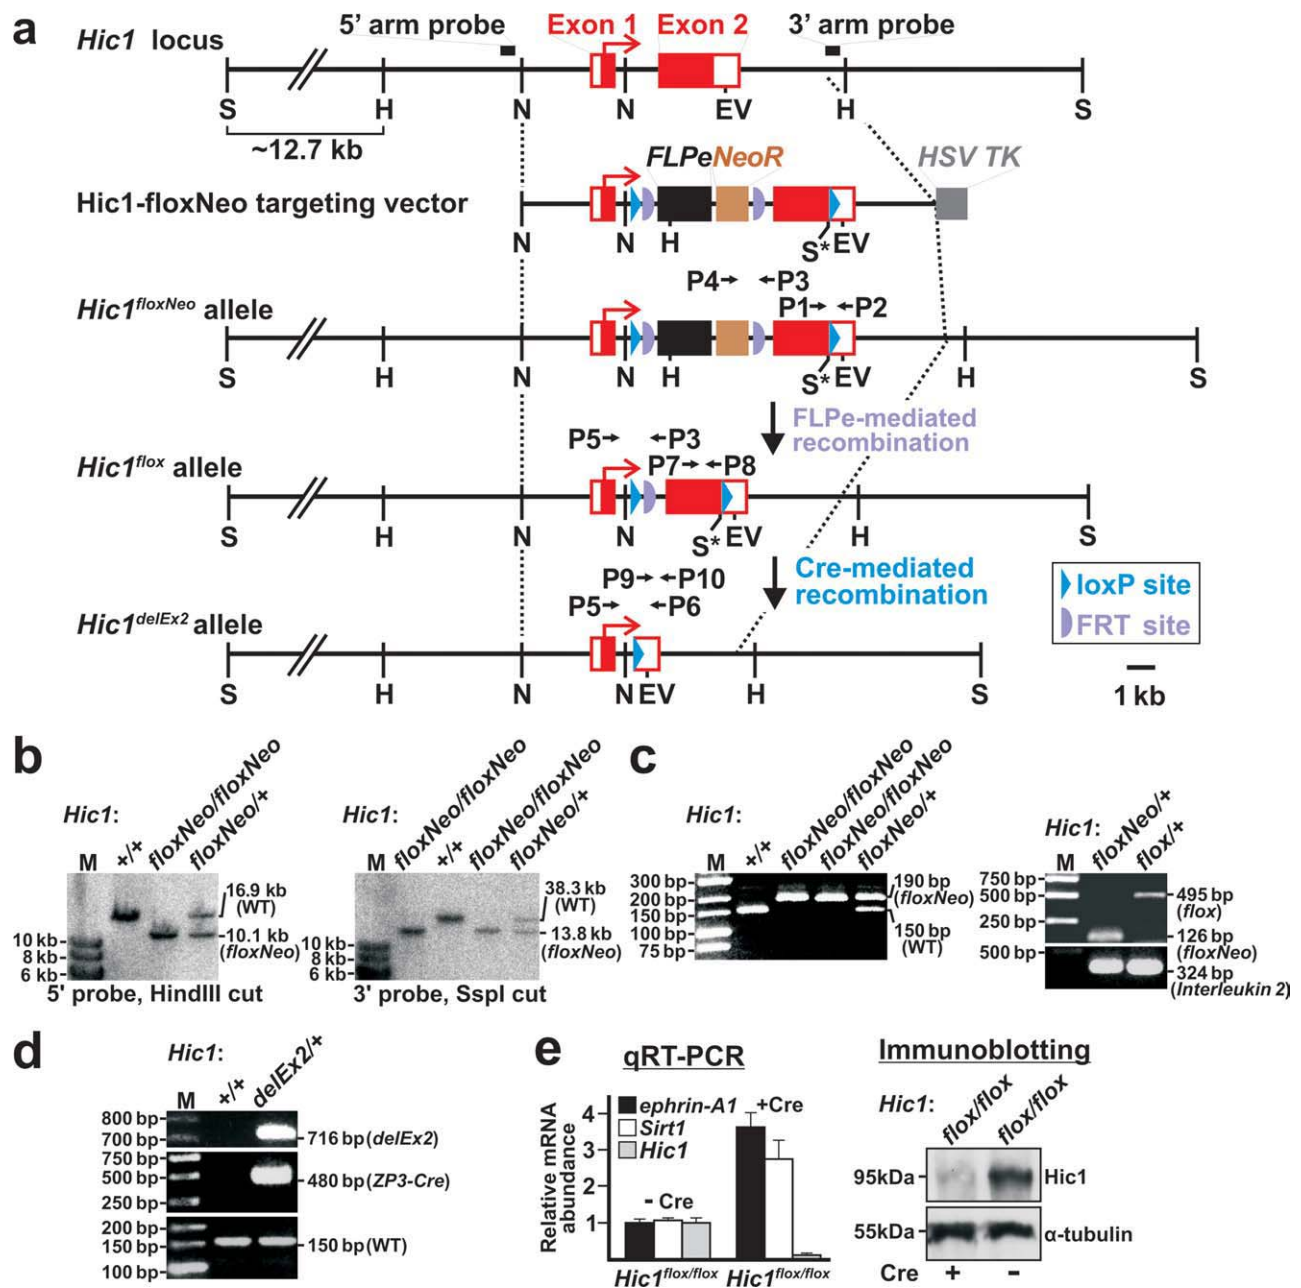 a
Hic1 locus
5’ arm probe
Exon 1 Exon 2
3’ arm probe
S H N N EV H S
~12.7 kb
FLPeNeoR
HSV TK
Hic1-floxNeo targeting vector
N N H S* EV
P4 P3
P1 P2
Hic1floxNeo allele
S H N N H S* EV H S
FLPe-mediated
recombination
P5 P3
P7 P8
Hic1flox allele
S H N N S* EV H S
Cre-mediated
recombination
P9 P10
P5 P6
Hic1delEx2 allele
S H N N EV H S
loxP site
FRT site
1 kb
b
Hic1:
M +/+ floxNeo/floxNeo floxNeo/+
16.9 kb
(WT)
10.1 kb
(floxNeo)
10 kb
8 kb
6 kb
5' probe, HindIII cut
Hic1:
M floxNeo/floxNeo +/+ floxNeo/floxNeo floxNeo/+
38.3 kb
(WT)
13.8 kb
(floxNeo)
10 kb
8 kb
6 kb
3' probe, SspI cut
c
Hic1:
M +/+ floxNeo/floxNeo floxNeo/floxNeo floxNeo/+
300 bp
200 bp
150 bp
100 bp
75 bp
190 bp
(floxNeo)
150 bp
(WT)
Hic1:
M floxNeo/+ flox/+
750
500
250
500
495 bp
(flox)
126 bp
(floxNeo)
324 bp
(Interleukin 2)
d
Hic1:
M +/+ delEx2/+
800 bp
700 bp
716 bp (delEx2)
750 bp
500 bp
250 bp
480 bp (ZP3-Cre)
200 bp
150 bp
100 bp
150 bp (WT)
e
qRT-PCR
Relative mRNA
abundance
4
3
2
1
ephrin-A1
Sirt1
Hic1
+Cre
- Cre
Hic1flox/flox Hic1flox/flox
Immunoblotting
Hic1:
flox/flox flox/flox
95kDa
Hic1
55kDa
α-tubulin
Cre + -